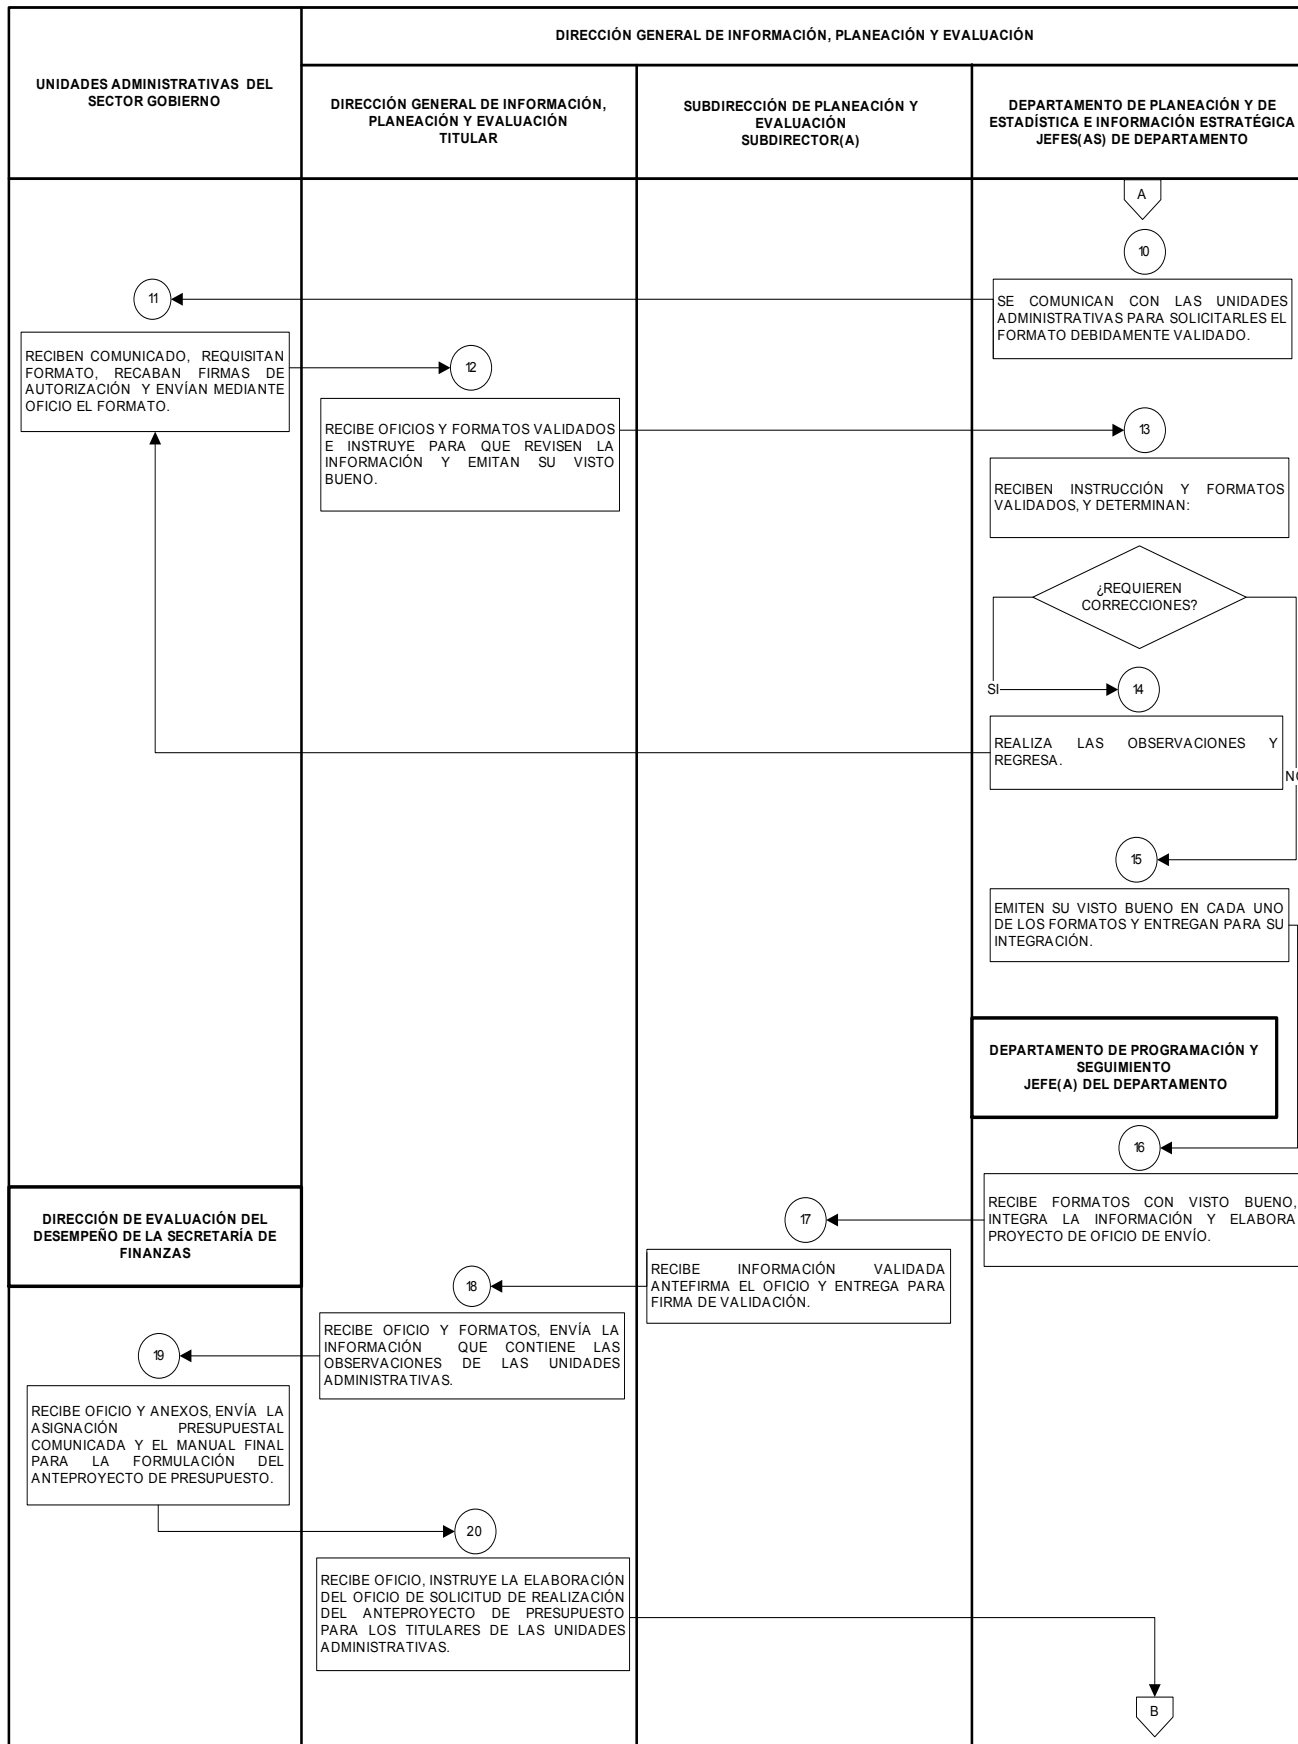 DIRECCIÓN GENERAL DE INFORMACIÓN, PLANEACIÓN Y EVALUACIÓN
UNIDADES ADMINISTRATIVAS DEL
SECTOR GOBIERNO
DIRECCIÓN GENERAL DE INFORMACIÓN,
PLANEACIÓN Y EVALUACIÓN
TITULAR
SUBDIRECCIÓN DE PLANEACIÓN Y
EVALUACIÓN
SUBDIRECTOR(A)
DEPARTAMENTO DE PLANEACIÓN Y DE
ESTADÍSTICA E INFORMACIÓN ESTRATÉGICA
JEFES(AS) DE DEPARTAMENTO
A
10
SE COMUNICAN CON LAS UNIDADES
ADMINISTRATIVAS PARA SOLICITARLES EL
FORMATO DEBIDAMENTE VALIDADO.
11
RECIBEN COMUNICADO, REQUISITAN
FORMATO, RECABAN FIRMAS DE
AUTORIZACIÓN Y ENVÍAN MEDIANTE
OFICIO EL FORMATO.
12
RECIBE OFICIOS Y FORMATOS VALIDADOS
E INSTRUYE PARA QUE REVISEN LA
INFORMACIÓN Y EMITAN SU VISTO
BUENO.
13
RECIBEN INSTRUCCIÓN Y FORMATOS
VALIDADOS, Y DETERMINAN:
¿REQUIEREN
CORRECCIONES?
SI
14
REALIZA LAS OBSERVACIONES Y
REGRESA.
NO
15
EMITEN SU VISTO BUENO EN CADA UNO
DE LOS FORMATOS Y ENTREGAN PARA SU
INTEGRACIÓN.
DEPARTAMENTO DE PROGRAMACIÓN Y
SEGUIMIENTO
JEFE(A) DEL DEPARTAMENTO
16
RECIBE FORMATOS CON VISTO BUENO,
INTEGRA LA INFORMACIÓN Y ELABORA
PROYECTO DE OFICIO DE ENVÍO.
17
RECIBE INFORMACIÓN VALIDADA
ANTEFIRMA EL OFICIO Y ENTREGA PARA
FIRMA DE VALIDACIÓN.
18
RECIBE OFICIO Y FORMATOS, ENVÍA LA
INFORMACIÓN QUE CONTIENE LAS
OBSERVACIONES DE LAS UNIDADES
ADMINISTRATIVAS.
DIRECCIÓN DE EVALUACIÓN DEL
DESEMPEÑO DE LA SECRETARÍA DE
FINANZAS
19
RECIBE OFICIO Y ANEXOS, ENVÍA LA
ASIGNACIÓN PRESUPUESTAL
COMUNICADA Y EL MANUAL FINAL
PARA LA FORMULACIÓN DEL
ANTEPROYECTO DE PRESUPUESTO.
20
RECIBE OFICIO, INSTRUYE LA ELABORACIÓN
DEL OFICIO DE SOLICITUD DE REALIZACIÓN
DEL ANTEPROYECTO DE PRESUPUESTO
PARA LOS TITULARES DE LAS UNIDADES
ADMINISTRATIVAS.
B